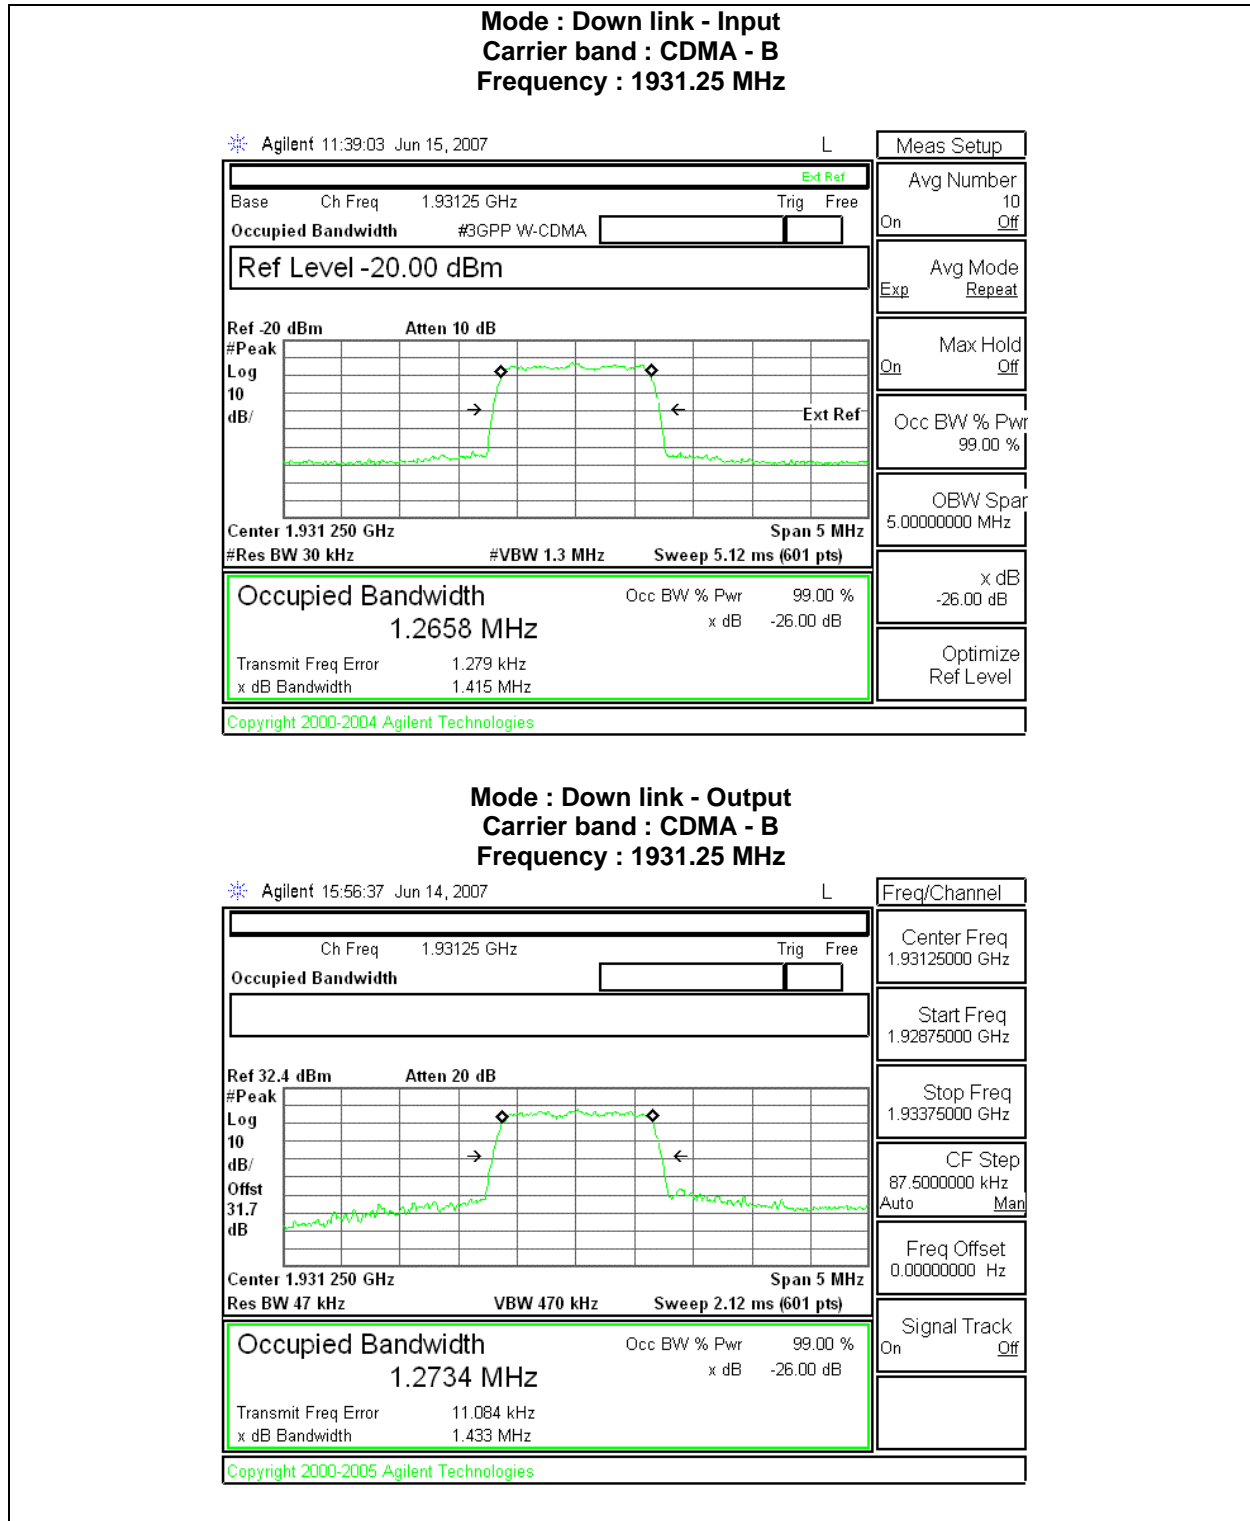 Mode : Down link - Input
Carrier band : CDMA - B
Frequency : 1931.25 MHz
Agilent 11:39:03 Jun 15, 2007 L
Meas Setup
Ext Ref
Base Ch Freq 1.93125 GHz Trig Free
Occupied Bandwidth #3GPP W-CDMA
Ref Level -20.00 dBm
Ref -20 dBm Atten 10 dB
#Peak
Log
10
dB/
Ext Ref
Center 1.931 250 GHz Span 5 MHz
#Res BW 30 kHz #VBW 1.3 MHz Sweep 5.12 ms (601 pts)
Occupied Bandwidth Occ BW % Pwr 99.00 %
1.2658 MHz x dB -26.00 dB
Transmit Freq Error 1.279 kHz
x dB Bandwidth 1.415 MHz
Copyright 2000-2004 Agilent Technologies
Avg Number
10
On Off
Avg Mode
Exp Repeat
Max Hold
On Off
Occ BW % Pwr
99.00 %
OBW Span
5.00000000 MHz
x dB
-26.00 dB
Optimize
Ref Level
Mode : Down link - Output
Carrier band : CDMA - B
Frequency : 1931.25 MHz
Agilent 15:56:37 Jun 14, 2007 L
Freq/Channel
Ch Freq 1.93125 GHz Trig Free
Occupied Bandwidth
Ref 32.4 dBm Atten 20 dB
#Peak
Log
10
dB/
Offst
31.7
dB
Center 1.931 250 GHz Span 5 MHz
Res BW 47 kHz VBW 470 kHz Sweep 2.12 ms (601 pts)
Occupied Bandwidth Occ BW % Pwr 99.00 %
1.2734 MHz x dB -26.00 dB
Transmit Freq Error 11.084 kHz
x dB Bandwidth 1.433 MHz
Copyright 2000-2005 Agilent Technologies
Center Freq
1.93125000 GHz
Start Freq
1.92875000 GHz
Stop Freq
1.93375000 GHz
CF Step
87.5000000 kHz
Auto Man
Freq Offset
0.00000000 Hz
Signal Track
On Off